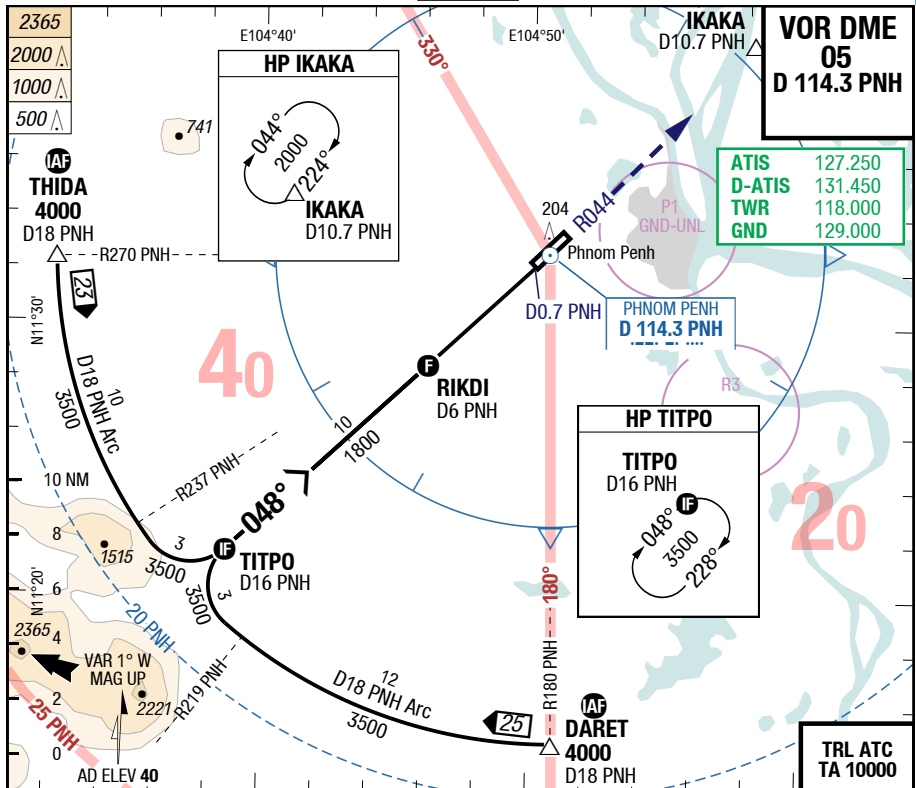 2365
2000
1000
500
E104°40'
E104°50'
IKAKA
D10.7 PNH
VOR DME
05
D 114.3 PNH
330°
HP IKAKA
044°
2000
224°
IKAKA
D10.7 PNH
741
IAF
THIDA
4000
D18 PNH
R270 PNH
ATIS 127.250
D-ATIS 131.450
TWR 118.000
GND 129.000
P1
GND-UNL
R044
204
Phnom Penh
D0.7 PNH
PHNOM PENH
D 114.3 PNH
23
N11°30'
10
D18 PNH Arc
3500
40
F
RIKDI
D6 PNH
R3
10
1800
HP TITPO
TITPO
D16 PNH
IF
048°
3500
228°
20
10 NM
8
6
4
2
0
R237 PNH
048°
3
3500
IF
TITPO
D16 PNH
3
3500
1515
N11°20'
20 PNH
2365
VAR 1° W
MAG UP
2221
R219 PNH
25 PNH
AD ELEV 40
12
D18 PNH Arc
3500
180°
R180 PNH
25
IAF
DARET
4000
D18 PNH
TRL ATC
TA 10000